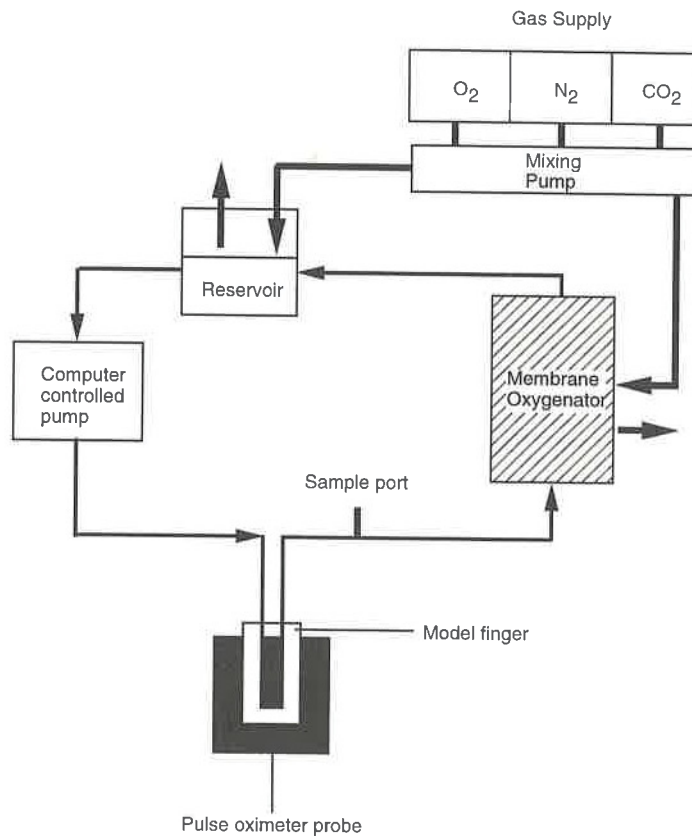 Gas Supply
O2 N2 CO2
Mixing
Pump
Reservoir
Computer
controlled
pump
Membrane
Oxygenator
Sample port
Model finger
Pulse oximeter probe